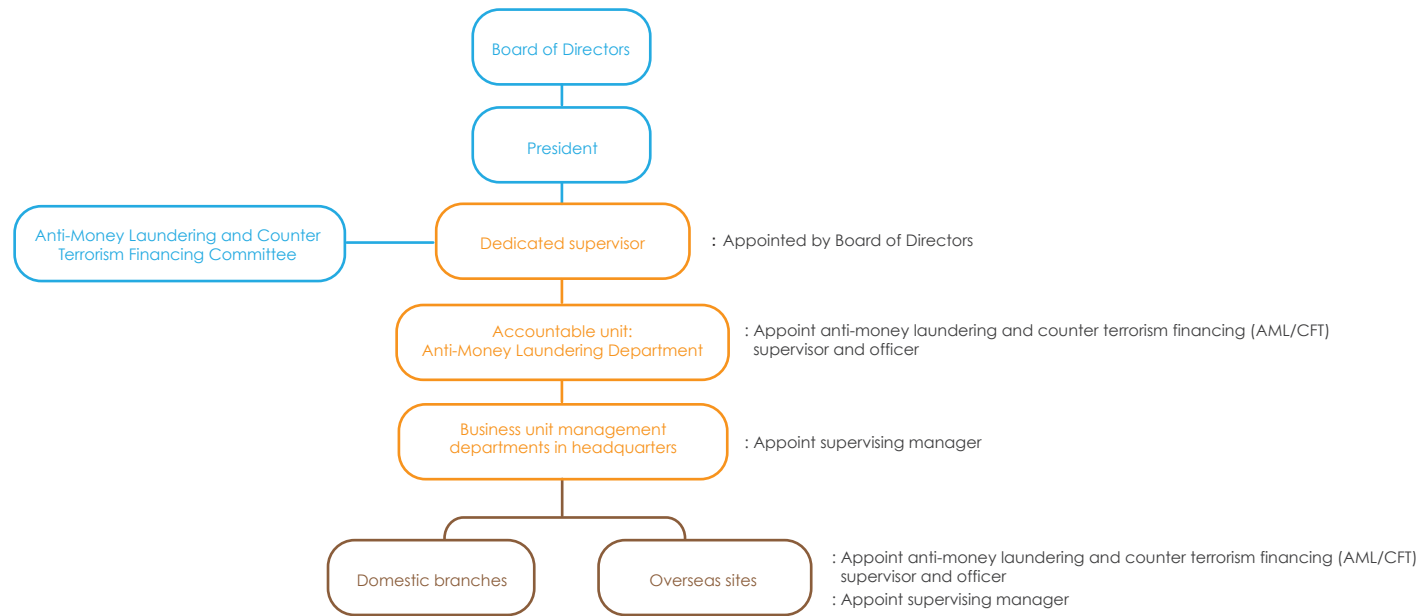 Board of Directors
President
Anti-Money Laundering and Counter
Terrorism Financing Committee
Dedicated supervisor
: Appointed by Board of Directors
Accountable unit:
Anti-Money Laundering Department
: Appoint anti-money laundering and counter terrorism financing (AML/CFT)
supervisor and officer
Business unit management
departments in headquarters
: Appoint supervising manager
Domestic branches
Overseas sites
: Appoint anti-money laundering and counter terrorism financing (AML/CFT)
supervisor and officer
: Appoint supervising manager